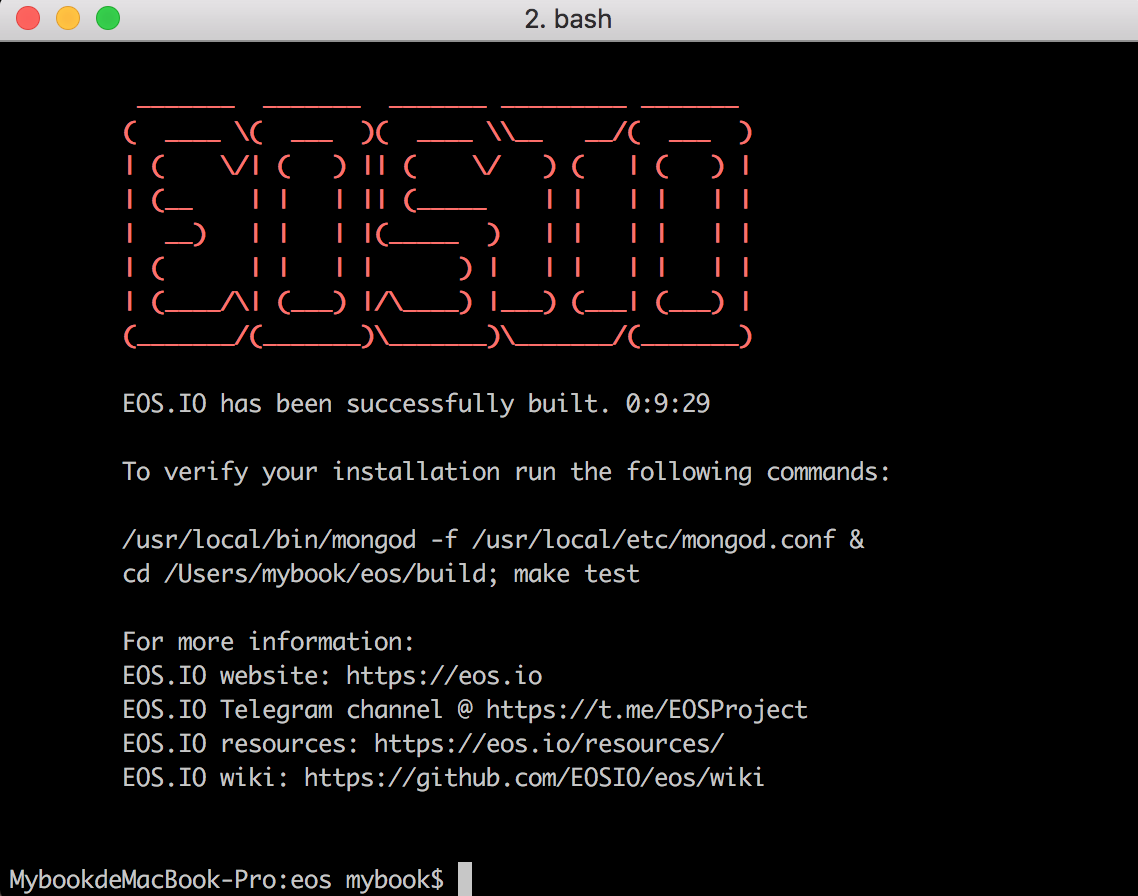 2. bash
EOSIO
EOS.IO has been successfully built. 0:9:29
To verify your installation run the following commands:
/usr/local/bin/mongod -f /usr/local/etc/mongod.conf &
cd /Users/mybook/eos/build; make test
For more information:
EOS.IO website: https://eos.io
EOS.IO Telegram channel @ https://t.me/EOSProject
EOS.IO resources: https://eos.io/resources/
EOS.IO wiki: https://github.com/EOSIO/eos/wiki
MybookdeMacBook-Pro:eos mybook$